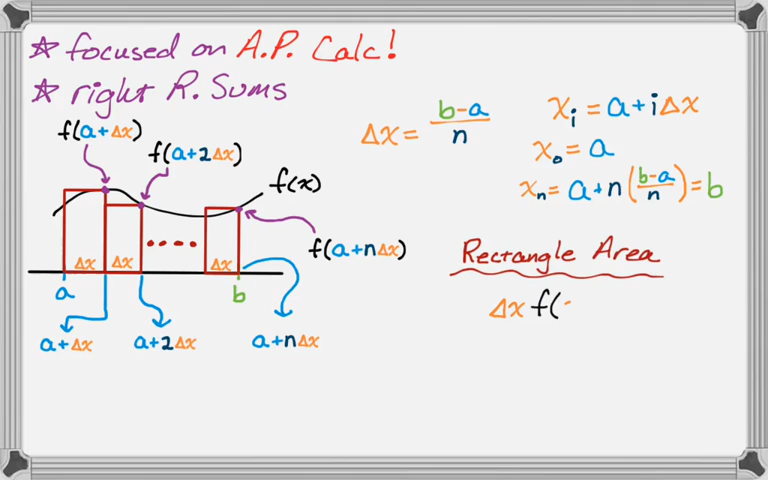 ☆ focused on A.P. Calc!
☆ right R. Sums
f(a+Δx)
f(a+2Δx)
f(x)
Δx Δx .... Δx
f(a+nΔx)
a
b
a+Δx
a+2Δx
a+nΔx
Δx = (b-a)/n
xᵢ = a+iΔx
x₀ = a
xₙ = a+n((b-a)/n) = b
Rectangle Area
Δx f(